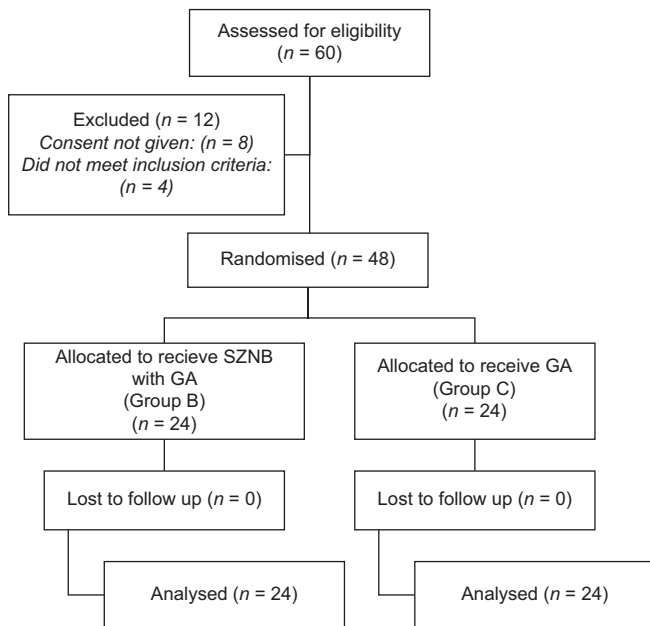 Assessed for eligibility
(n = 60)
Excluded (n = 12)
Consent not given: (n = 8)
Did not meet inclusion criteria:
(n = 4)
Randomised (n = 48)
Allocated to recieve SZNB
with GA
(Group B)
(n = 24)
Allocated to receive GA
(Group C)
(n = 24)
Lost to follow up (n = 0)
Lost to follow up (n = 0)
Analysed (n = 24)
Analysed (n = 24)